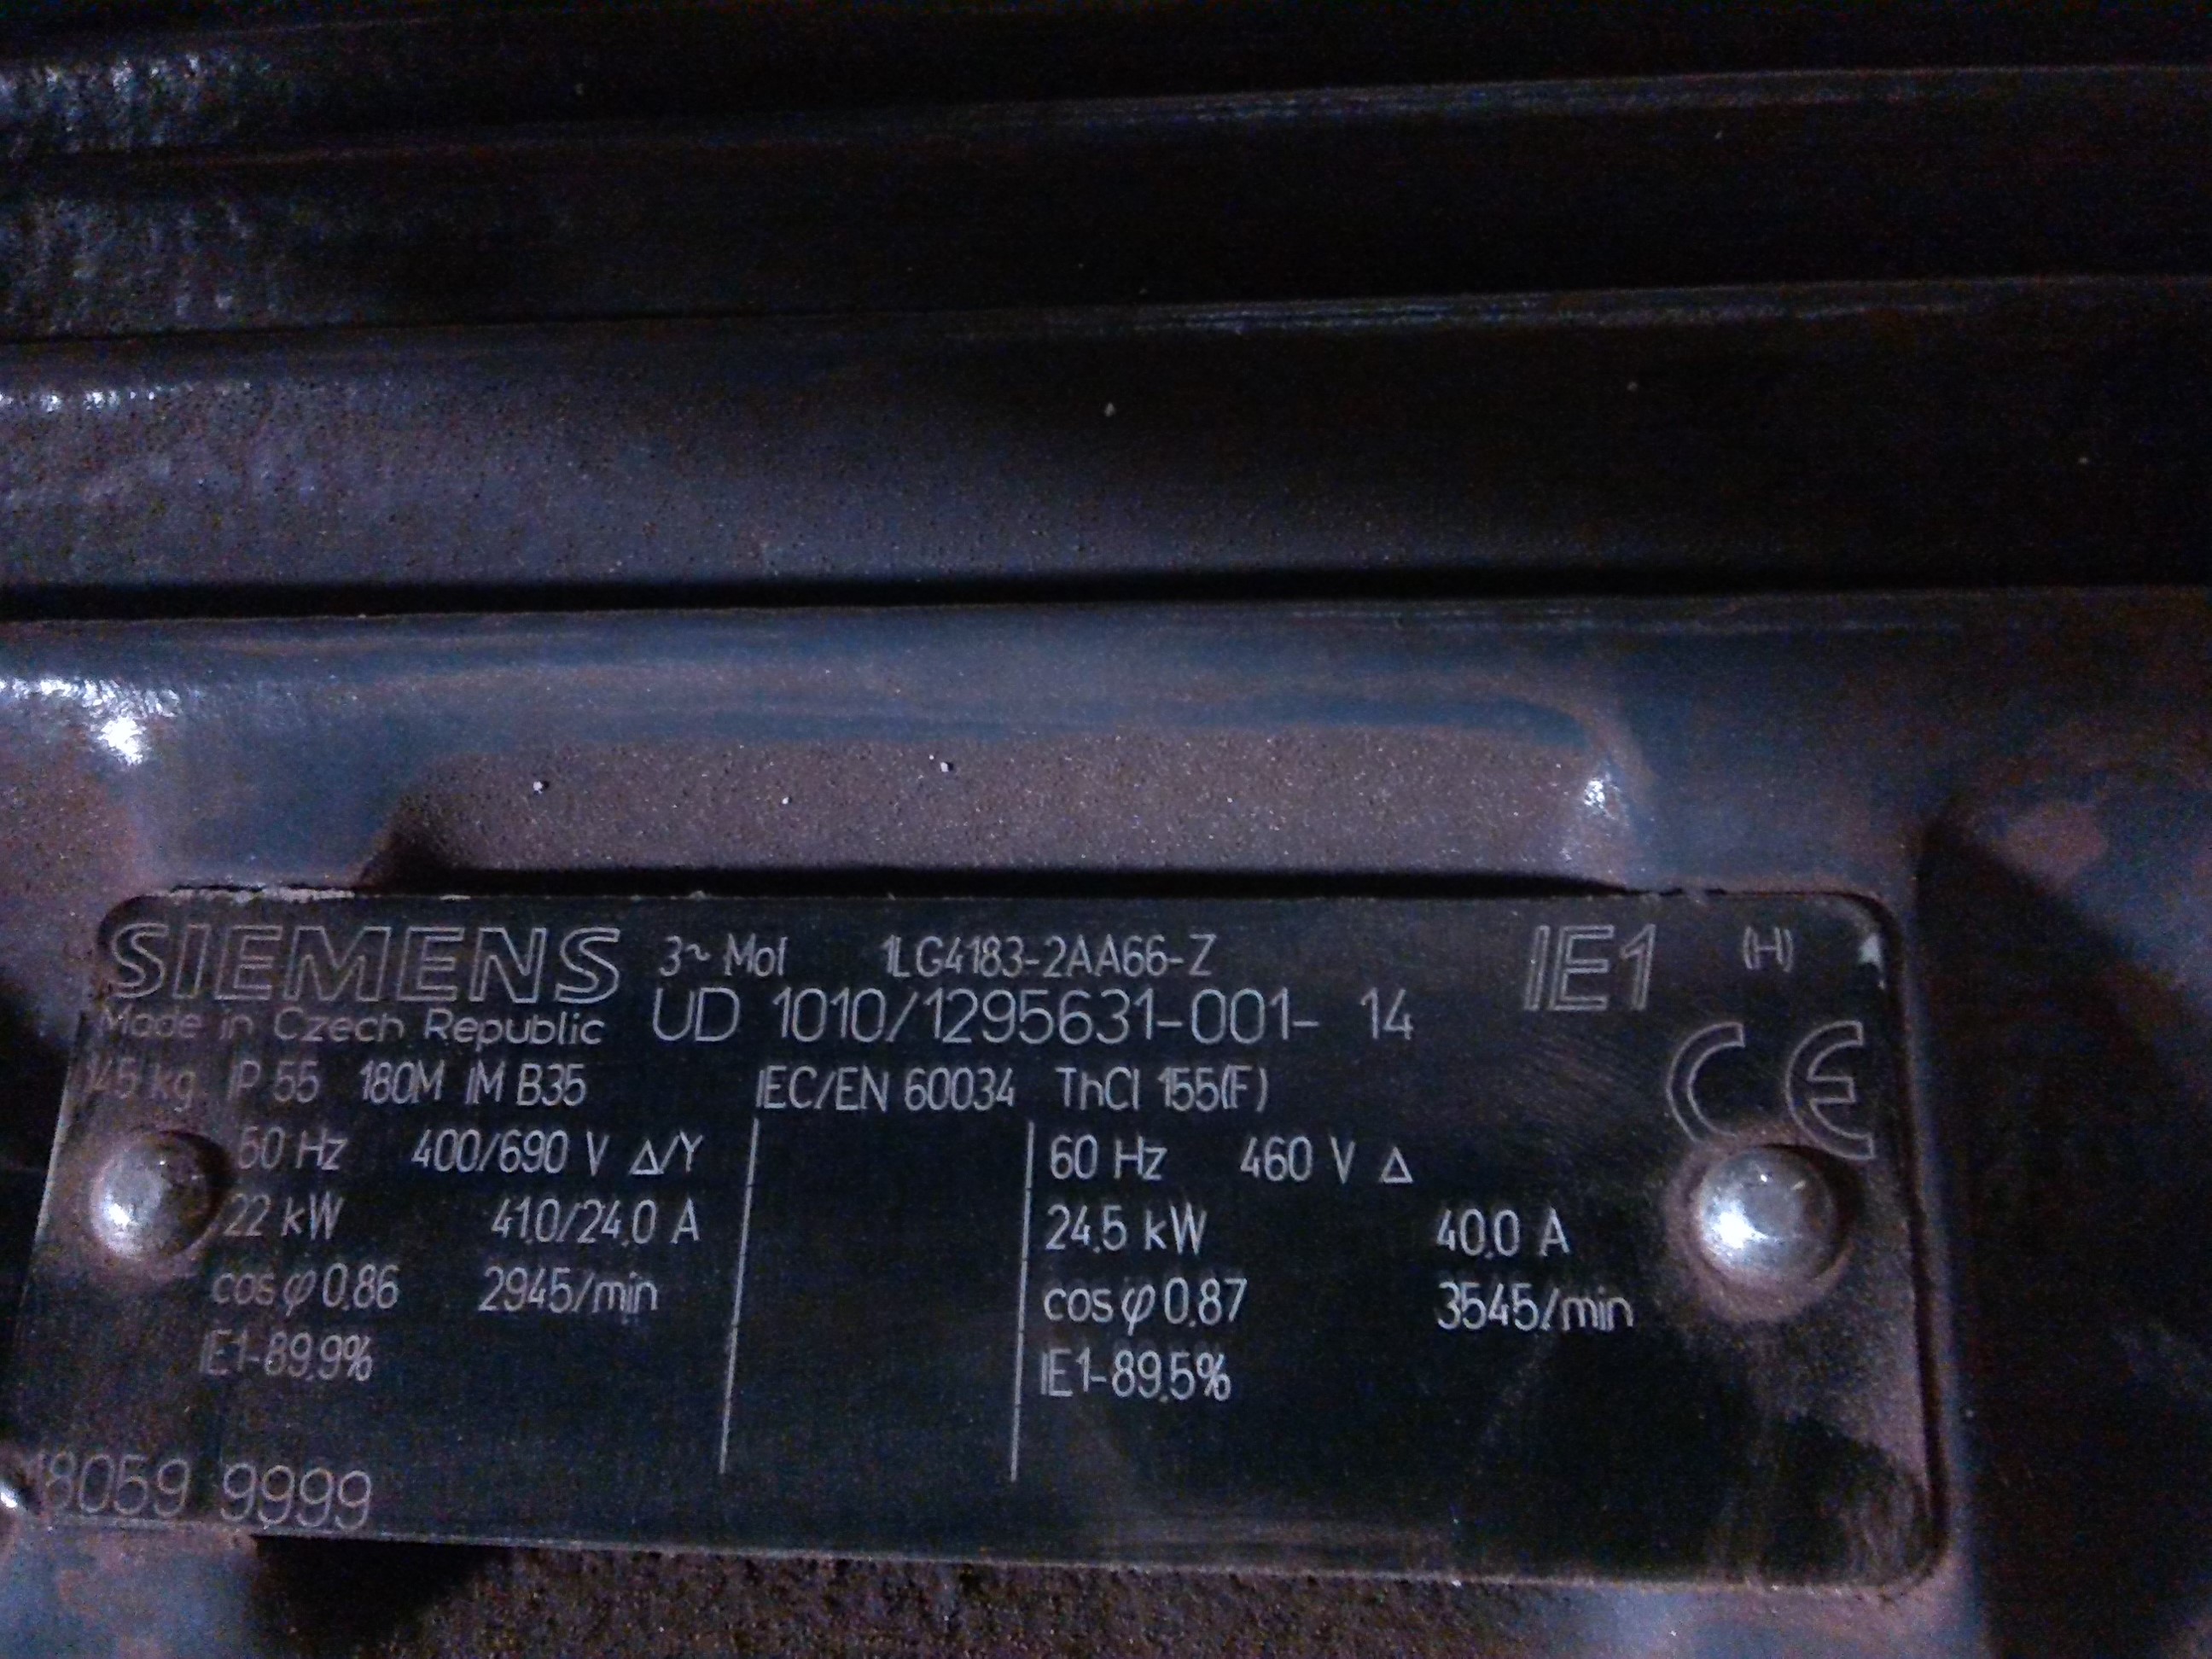 SIEMENS 3~ Mot 1LG4183-2AA66-Z IE1 (H)
Made in Czech Republic UD 1010/1295631-001- 14
CE
145 kg IP 55 180M IM B35 IEC/EN 60034 ThCl 155(F)
50 Hz 400/690 V Δ/Y 60 Hz 460 V Δ
22 kW 41.0/24.0 A 24.5 kW 40.0 A
cos φ 0.86 2945/min cos φ 0.87 3545/min
IE1-89.9% IE1-89.5%
9999